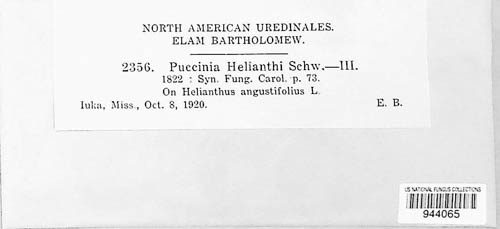 NORTH AMERICAN UREDINALES.
ELAM BARTHOLOMEW.
2356. Puccinia Helianthi Schw.—III.
1822 : Syn. Fung. Carol. p. 73.
On Helianthus angustifolius L.
Iuka, Miss., Oct. 8, 1920. E. B.
US NATIONAL FUNGUS COLLECTIONS
944065